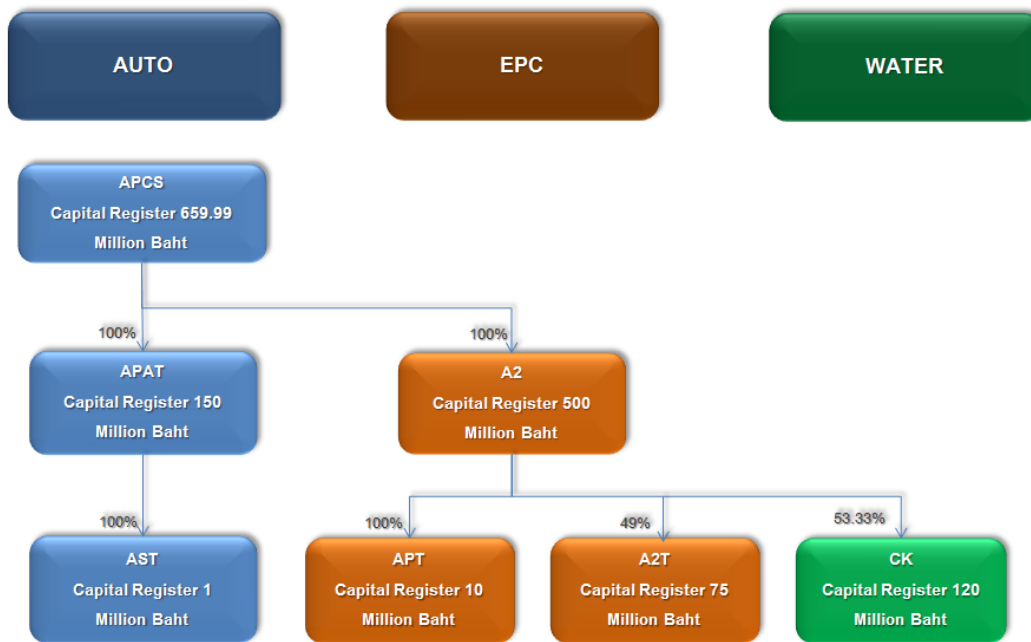 AUTO
EPC
WATER
APCS
Capital Register 659.99
Million Baht
100%
100%
APAT
Capital Register 150
Million Baht
A2
Capital Register 500
Million Baht
100%
100%
49%
53.33%
AST
Capital Register 1
Million Baht
APT
Capital Register 10
Million Baht
A2T
Capital Register 75
Million Baht
CK
Capital Register 120
Million Baht